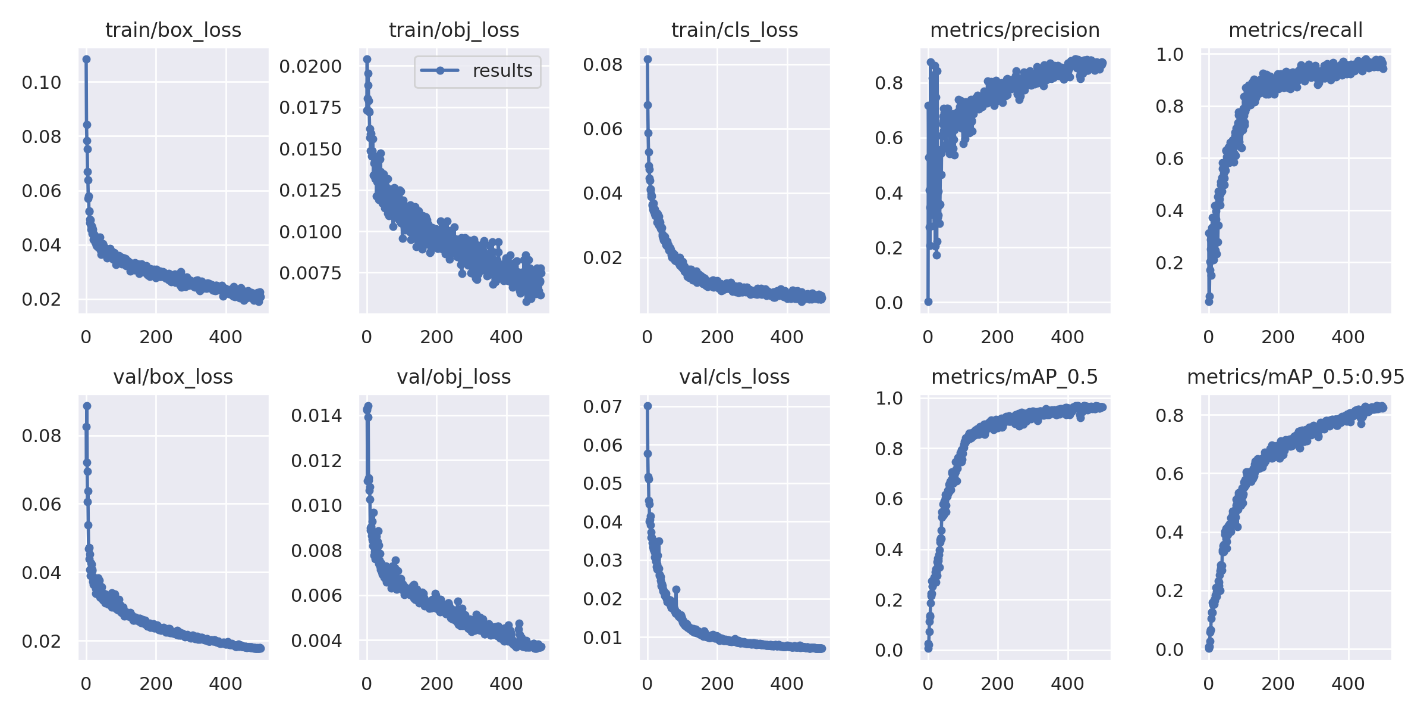 train/box_loss train/obj_loss train/cls_loss metrics/precision metrics/recall
0.10 0.08 0.06 0.04 0.02
0 200 400
results
0.0200 0.0175 0.0150 0.0125 0.0100 0.0075
0 200 400
0.08 0.06 0.04 0.02
0 200 400
0.8 0.6 0.4 0.2 0.0
0 200 400
1.0 0.8 0.6 0.4 0.2
0 200 400
val/box_loss val/obj_loss val/cls_loss metrics/mAP_0.5 metrics/mAP_0.5:0.95
0.08 0.06 0.04 0.02
0 200 400
0.014 0.012 0.010 0.008 0.006 0.004
0 200 400
0.07 0.06 0.05 0.04 0.03 0.02 0.01
0 200 400
1.0 0.8 0.6 0.4 0.2 0.0
0 200 400
0.8 0.6 0.4 0.2 0.0
0 200 400